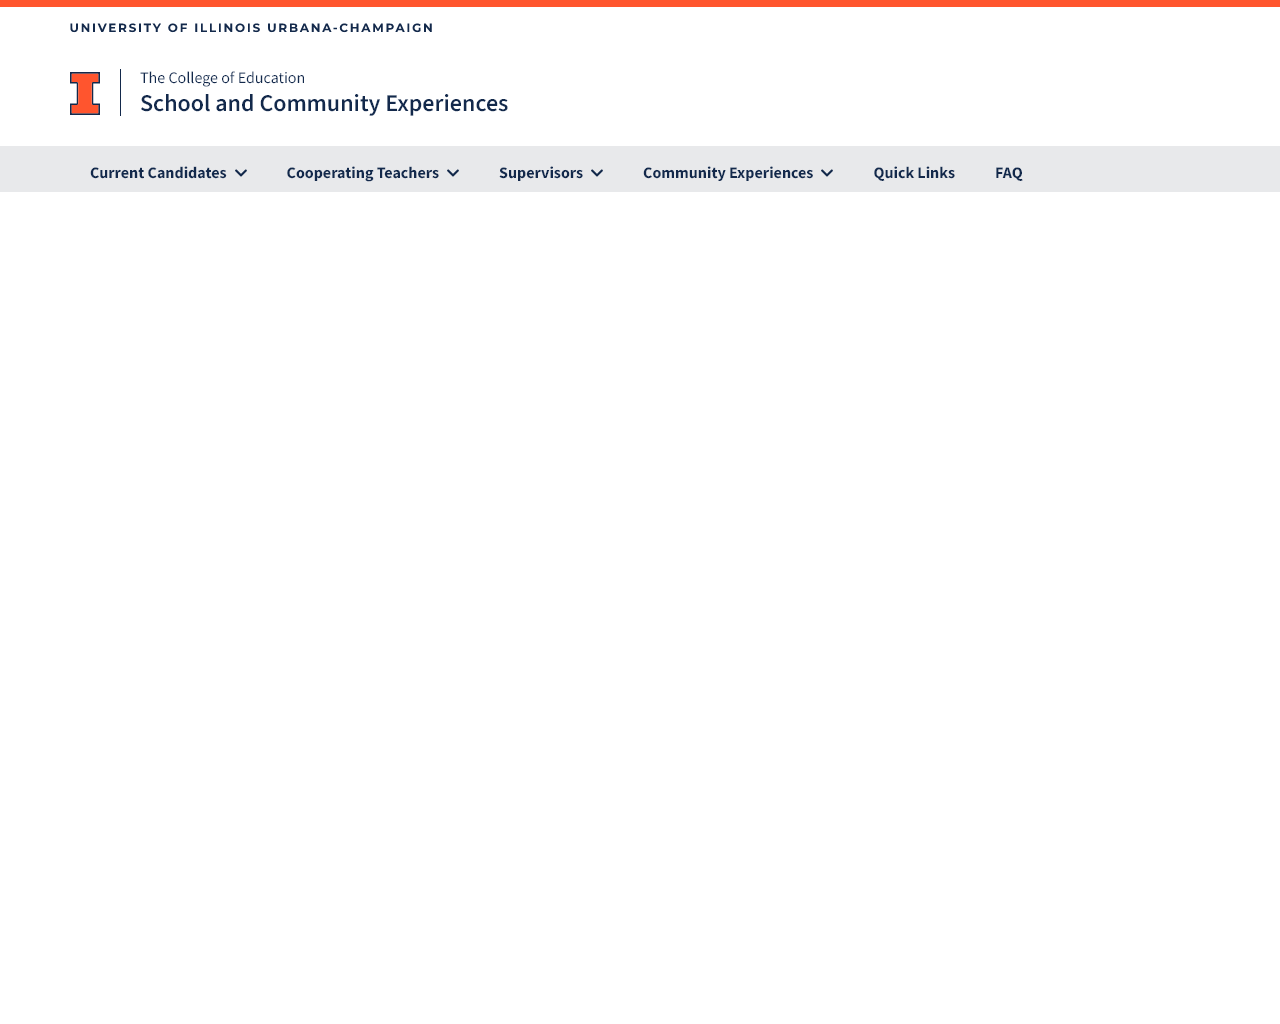 UNIVERSITY OF ILLINOIS URBANA-CHAMPAIGN
The College of Education
School and Community Experiences
Current Candidates Cooperating Teachers Supervisors Community Experiences Quick Links FAQ